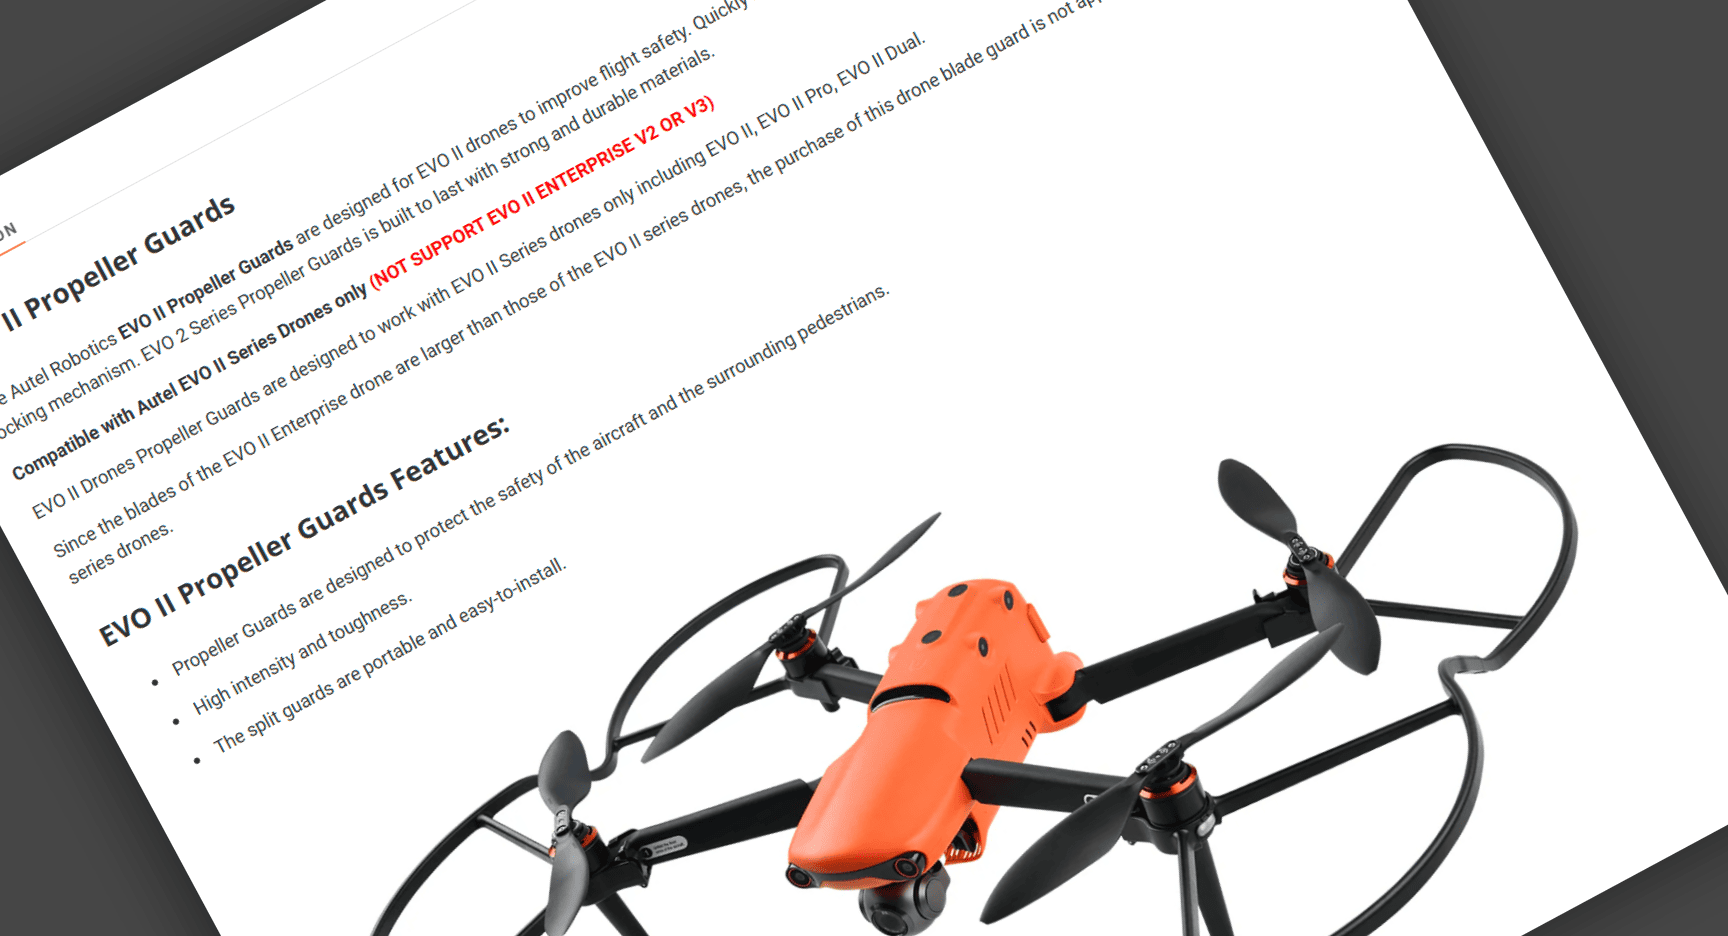 ON
II Propeller Guards
Autel Robotics EVO II Propeller Guards are designed for EVO II drones to improve flight safety. Quickly
mechanism. EVO 2 Series Propeller Guards is built to last with strong and durable materials.
Compatible with Autel EVO II Series Drones only (NOT SUPPORT EVO II ENTERPRISE V2 OR V3)
EVO II Drones Propeller Guards are designed to work with EVO II Series drones only including EVO II, EVO II Pro, EVO II Dual.
Since the blades of the EVO II Enterprise drone are larger than those of the EVO II series drones, the purchase of this drone blade guard is not
series drones.
EVO II Propeller Guards Features:
• Propeller Guards are designed to protect the safety of the aircraft and the surrounding pedestrians.
• High intensity and toughness.
• The split guards are portable and easy-to-install.